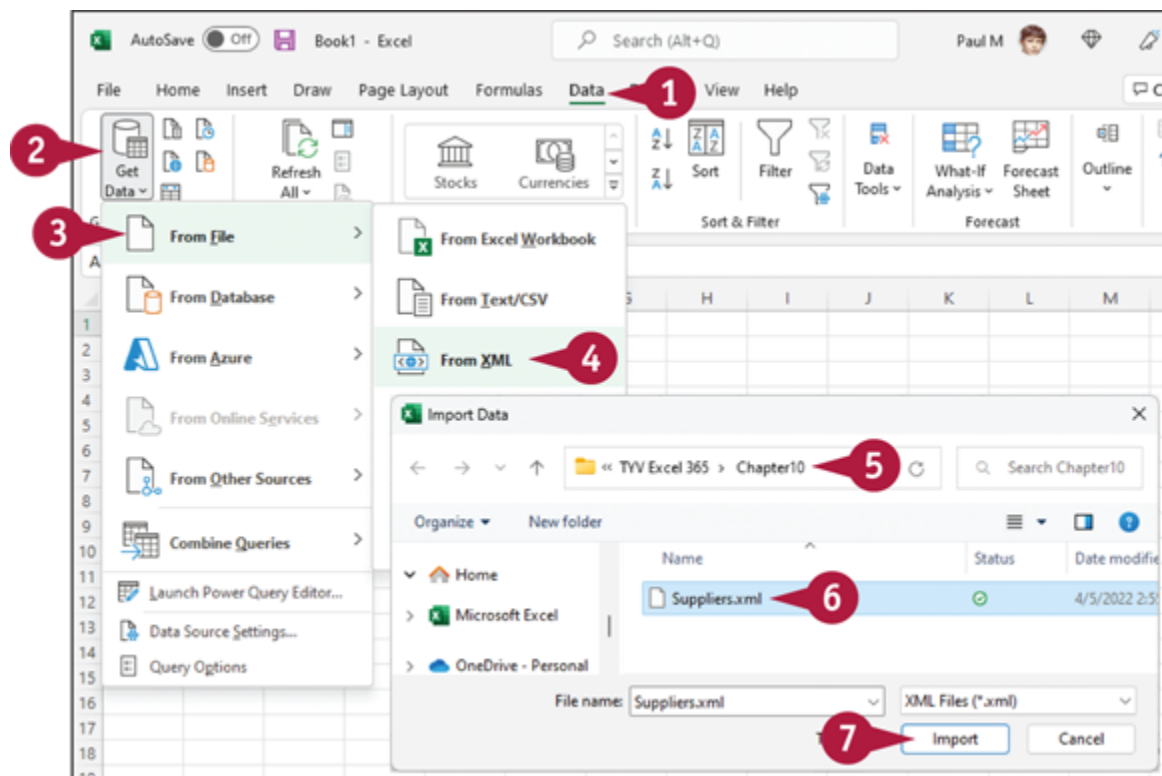 AutoSave Off Book1 - Excel Search (Alt+Q) Paul M
File Home Insert Draw Page Layout Formulas Data 1 View Help
2
Get Data
Refresh All
Stocks Currencies
Sort
Filter
Data Tools
What-If Analysis
Forecast Sheet
Outline
Sort & Filter
Forecast
3 From File
From Database
From Azure
From Online Services
From Other Sources
Combine Queries
Launch Power Query Editor...
Data Source Settings...
Query Options
From Excel Workbook
From Text/CSV
From XML 4
A
H I J K L M
1
2
3
4
5
6
7
8
9
10
11
12
13
14
15
16
17
18
Import Data
« TYV Excel 365 › Chapter10 5 Search Chapter10
Organize New folder
Name Status Date modifie
Home
Microsoft Excel
OneDrive - Personal
Suppliers.xml 6 4/5/2022 2:5
File name: Suppliers.xml XML Files (*.xml)
7 Import Cancel